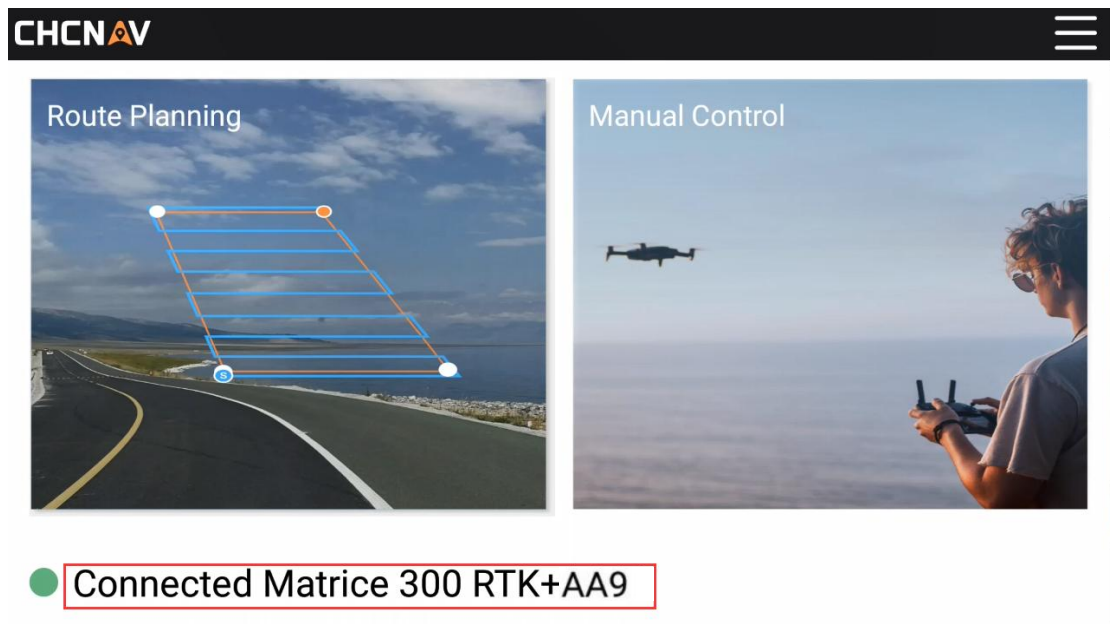 CHCNAV
Route Planning
Manual Control
S
Connected Matrice 300 RTK+AA9